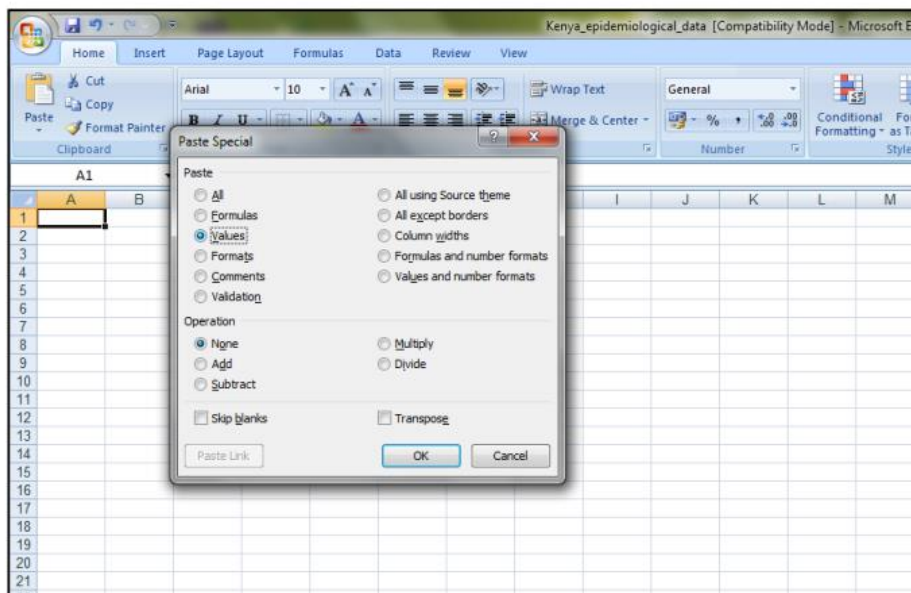 Kenya_epidemiological_data [Compatibility Mode] - Microsoft E
Home Insert Page Layout Formulas Data Review View
Paste
Cut
Copy
Format Painter
Clipboard
Arial 10 A A
B I U A
Wrap Text
Merge & Center
General
% ,
Number
Conditional Formatting
Fo
as T
Style
A1
Paste Special
?
Paste
All
Formulas
Values
Formats
Comments
Validation
All using Source theme
All except borders
Column widths
Formulas and number formats
Values and number formats
Operation
None
Add
Subtract
Multiply
Divide
Skip blanks
Transpose
Paste Link
OK
Cancel
A B I J K L M
1
2
3
4
5
6
7
8
9
10
11
12
13
14
15
16
17
18
19
20
21